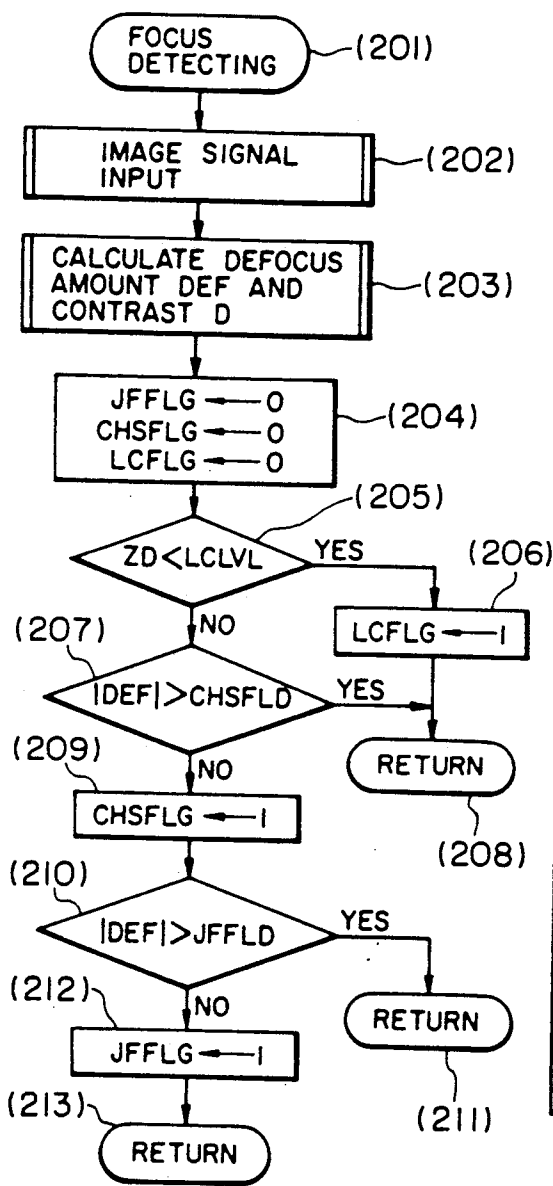 FOCUS
DETECTING
(201)
IMAGE SIGNAL
INPUT
(202)
CALCULATE DEFOCUS
AMOUNT DEF AND
CONTRAST D
(203)
JFFLG ← 0
CHSFLG ← 0
LCFLG ← 0
(204)
(205)
ZD < LCLVL
YES
(206)
LCFLG ← 1
NO
(207)
|DEF| > CHSFLD
YES
RETURN
(208)
NO
(209)
CHSFLG ← 1
(210)
|DEF| > JFFLD
YES
RETURN
(211)
NO
(212)
JFFLG ← 1
(213)
RETURN